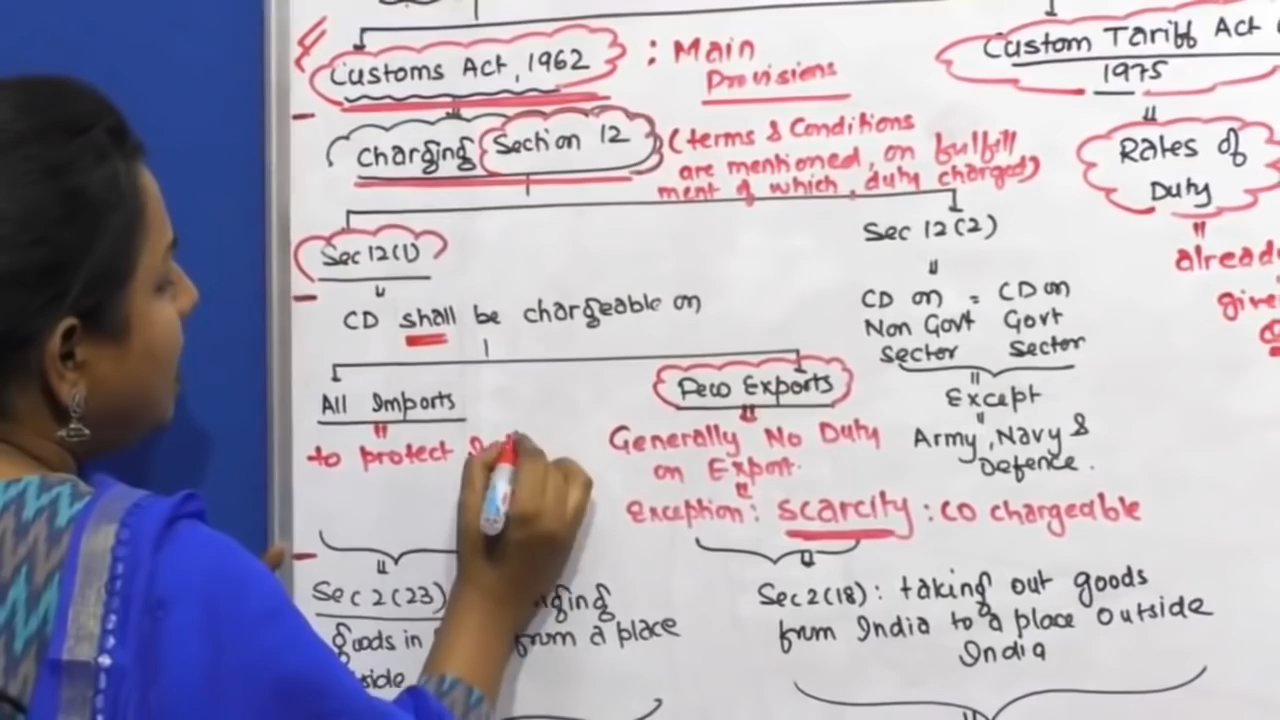 Customs Act, 1962 : Main
Provisions
Custom Tariff Act
1975
Charging Section 12
(terms & Conditions
are mentioned, on fulfill
ment of which, duty charged)
Rates of
Duty
already
Sec 12(1)
CD shall be chargeable on
All Imports
to protect
Few Exports
Generally No Duty
on Export.
Exception: scarcity : CD chargeable
Sec 12(2)
CD on = CD on
Non Govt Govt
Sector Sector
Except
Army, Navy &
Defence.
Sec 2(23)
goods in from a place
Sec2(18): taking out goods
from India to a place outside
India